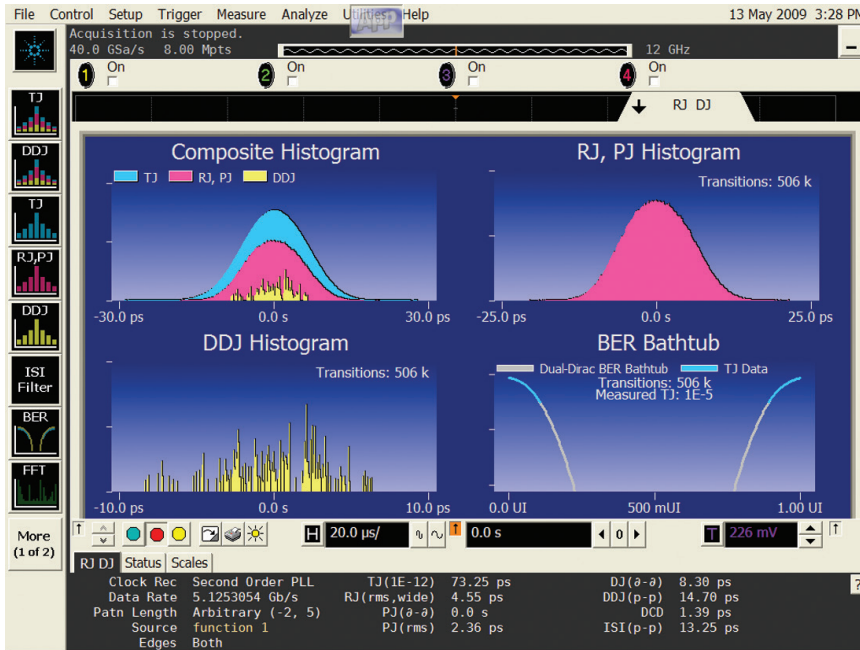 File Control Setup Trigger Measure Analyze Utilities Help 13 May 2009 3:28 PM
Acquisition is stopped.
40.0 GSa/s 8.00 Mpts 12 GHz
1 On 2 On 3 On 4 On
RJ DJ
TJ
DDJ
TJ
RJ,PJ
DDJ
ISI
Filter
BER
FFT
More
(1 of 2)
Composite Histogram
TJ RJ, PJ DDJ
-30.0 ps 0.0 s 30.0 ps
RJ, PJ Histogram
Transitions: 506 k
-25.0 ps 0.0 s 25.0 ps
DDJ Histogram
Transitions: 506 k
-10.0 ps 0.0 s 10.0 ps
BER Bathtub
Dual-Dirac BER Bathtub TJ Data
Transitions: 506 k
Measured TJ: 1E-5
0.0 UI 500 mUI 1.00 UI
H 20.0 µs/ 0.0 s 0 T 226 mV
RJ DJ Status Scales
Clock Rec Second Order PLL TJ(1E-12) 73.25 ps DJ(∂-∂) 8.30 ps
Data Rate 5.1253054 Gb/s RJ(rms,wide) 4.55 ps DDJ(p-p) 14.70 ps
Patn Length Arbitrary (-2, 5) PJ(∂-∂) 0.0 s DCD 1.39 ps
Source function 1 PJ(rms) 2.36 ps ISI(p-p) 13.25 ps
Edges Both
?